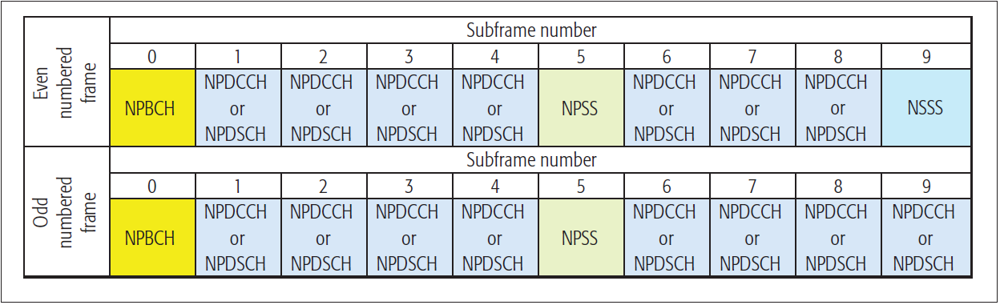 Even numbered frame
Subframe number
0 1 2 3 4 5 6 7 8 9
NPBCH NPDCCH or NPDSCH NPDCCH or NPDSCH NPDCCH or NPDSCH NPDCCH or NPDSCH NPSS NPDCCH or NPDSCH NPDCCH or NPDSCH NPDCCH or NPDSCH NSSS
Odd numbered frame
Subframe number
0 1 2 3 4 5 6 7 8 9
NPBCH NPDCCH or NPDSCH NPDCCH or NPDSCH NPDCCH or NPDSCH NPDCCH or NPDSCH NPSS NPDCCH or NPDSCH NPDCCH or NPDSCH NPDCCH or NPDSCH NPDCCH or NPDSCH